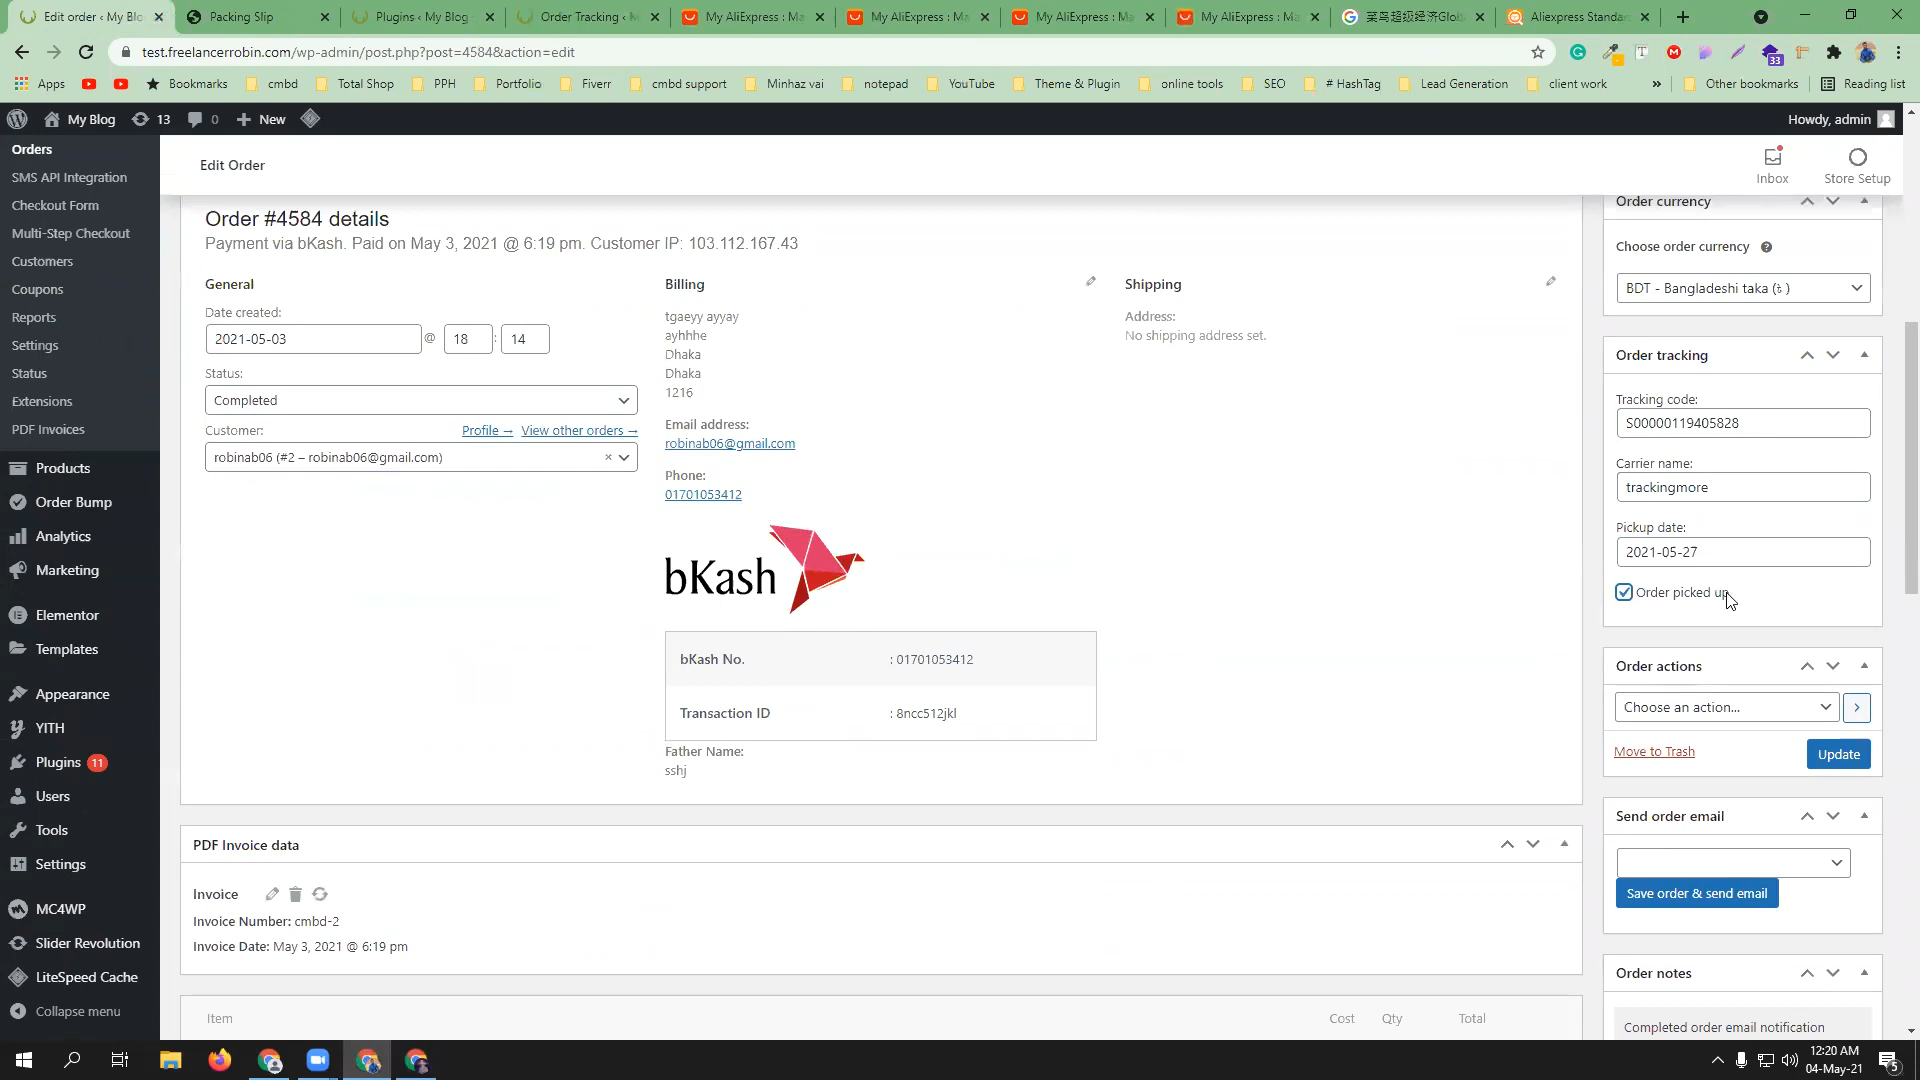 Edit order ‹ My Blo
Packing Slip
Plugins ‹ My Blog
Order Tracking ‹ M
My AliExpress : Ma
My AliExpress : Ma
My AliExpress : Ma
My AliExpress : Ma
菜鸟超级经济Glob
Aliexpress Standar
test.freelancerrobin.com/wp-admin/post.php?post=4584&action=edit
33
Apps
Bookmarks
cmbd
Total Shop
PPH
Portfolio
Fiverr
cmbd support
Minhaz vai
notepad
YouTube
Theme & Plugin
online tools
SEO
# HashTag
Lead Generation
client work
»
Other bookmarks
Reading list
My Blog
13
0
New
Howdy, admin
Orders
SMS API Integration
Checkout Form
Multi-Step Checkout
Customers
Coupons
Reports
Settings
Status
Extensions
PDF Invoices
Products
Order Bump
Analytics
Marketing
Elementor
Templates
Appearance
YITH
Plugins 11
Users
Tools
Settings
MC4WP
Slider Revolution
LiteSpeed Cache
Collapse menu
Edit Order
Inbox
Store Setup
Order #4584 details
Payment via bKash. Paid on May 3, 2021 @ 6:19 pm. Customer IP: 103.112.167.43
General
Date created:
2021-05-03 @ 18 : 14
Status:
Completed
Customer:
Profile →
View other orders →
robinab06 (#2 – robinab06@gmail.com) ×
Billing
tgaeyy ayyay
ayhhhe
Dhaka
Dhaka
1216
Email address:
robinab06@gmail.com
Phone:
01701053412
bKash
bKash No. : 01701053412
Transaction ID : 8ncc512jkl
Father Name:
sshj
Shipping
Address:
No shipping address set.
PDF Invoice data
Invoice
Invoice Number: cmbd-2
Invoice Date: May 3, 2021 @ 6:19 pm
Item
Cost
Qty
Total
Order currency
Choose order currency
BDT - Bangladeshi taka (৳ )
Order tracking
Tracking code:
S00000119405828
Carrier name:
trackingmore
Pickup date:
2021-05-27
Order picked up
Order actions
Choose an action...
Move to Trash
Update
Send order email
Save order & send email
Order notes
Completed order email notification
12:20 AM
04-May-21
5